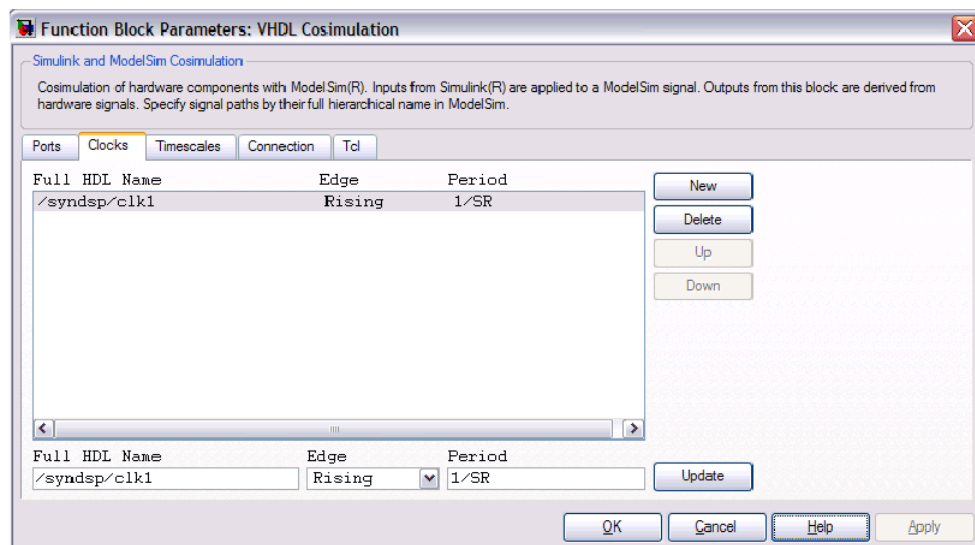 Function Block Parameters: VHDL Cosimulation
Simulink and ModelSim Cosimulation
Cosimulation of hardware components with ModelSim(R). Inputs from Simulink(R) are applied to a ModelSim signal. Outputs from this block are derived from
hardware signals. Specify signal paths by their full hierarchical name in ModelSim.
Ports Clocks Timescales Connection Tcl
Full HDL Name Edge Period
/syndsp/clk1 Rising 1/SR
New
Delete
Up
Down
Full HDL Name Edge Period
/syndsp/clk1 Rising 1/SR Update
OK Cancel Help Apply